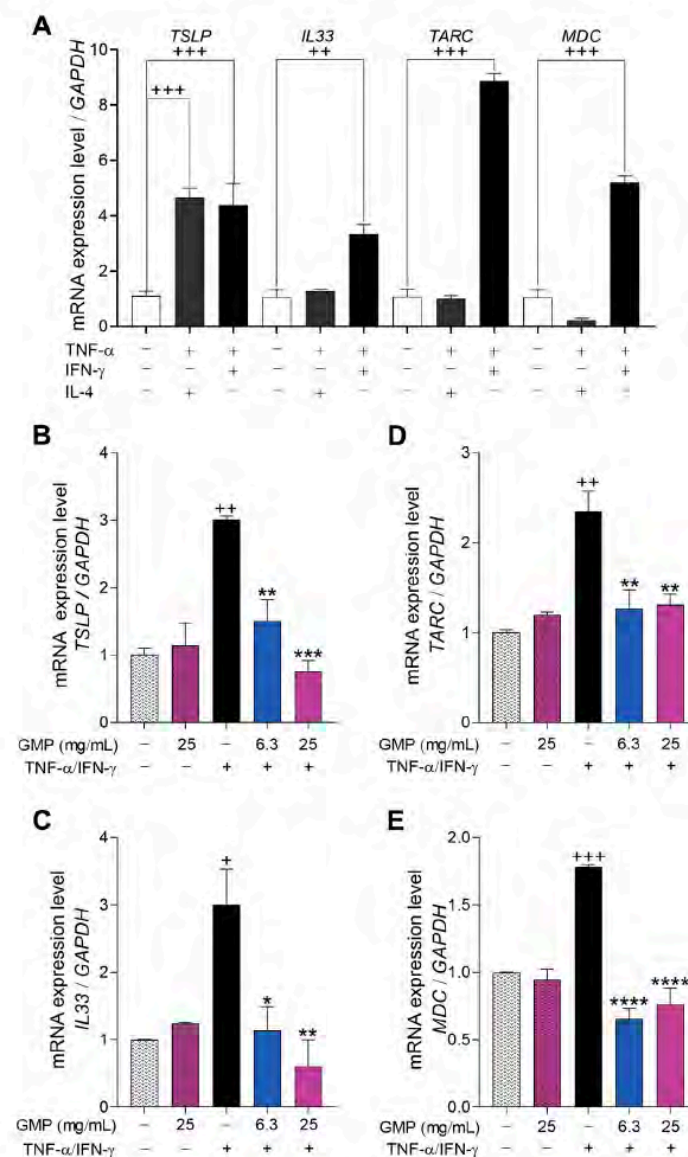 A
TSLP IL33 TARC MDC
+++ ++ +++ +++
+++
mRNA expression level / GAPDH
10
8
6
4
2
0
TNF-α − + + − + + − + + − + +
IFN-γ − − + − − + − − + − − +
IL-4 − + − − + − − + − − + −
B
mRNA expression level
TSLP / GAPDH
4
3
2
1
0
++
**
***
GMP (mg/mL) − 25 − 6.3 25
TNF-α/IFN-γ − − + + +
D
mRNA expression level
TARC / GAPDH
3
2
1
0
++
** **
GMP (mg/mL) − 25 − 6.3 25
TNF-α/IFN-γ − − + + +
C
mRNA expression level
IL33 / GAPDH
4
3
2
1
0
+
*
**
GMP (mg/mL) − 25 − 6.3 25
TNF-α/IFN-γ − − + + +
E
mRNA expression level
MDC / GAPDH
2.0
1.5
1.0
0.5
0.0
+++
**** ****
GMP (mg/mL) − 25 − 6.3 25
TNF-α/IFN-γ − − + + +